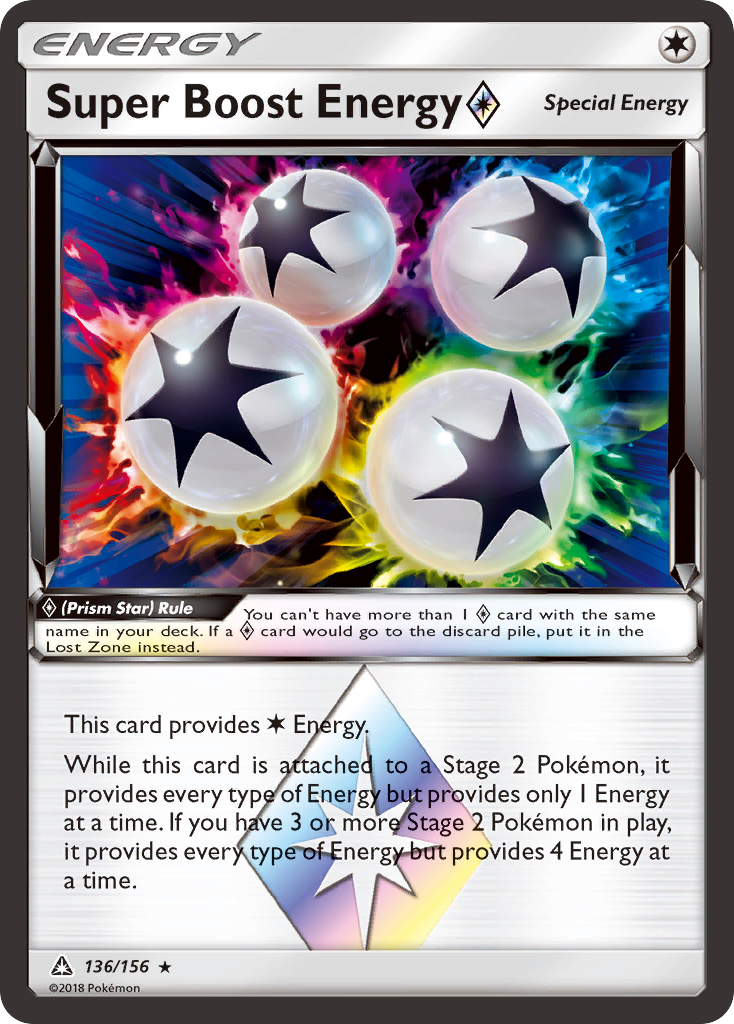 ENERGY
Super Boost Energy Special Energy
(Prism Star) Rule You can't have more than 1 card with the same
name in your deck. If a card would go to the discard pile, put it in the
Lost Zone instead.
This card provides Energy.
While this card is attached to a Stage 2 Pokémon, it
provides every type of Energy but provides only 1 Energy
at a time. If you have 3 or more Stage 2 Pokémon in play,
it provides every type of Energy but provides 4 Energy at
a time.
136/156 ★
©2018 Pokémon